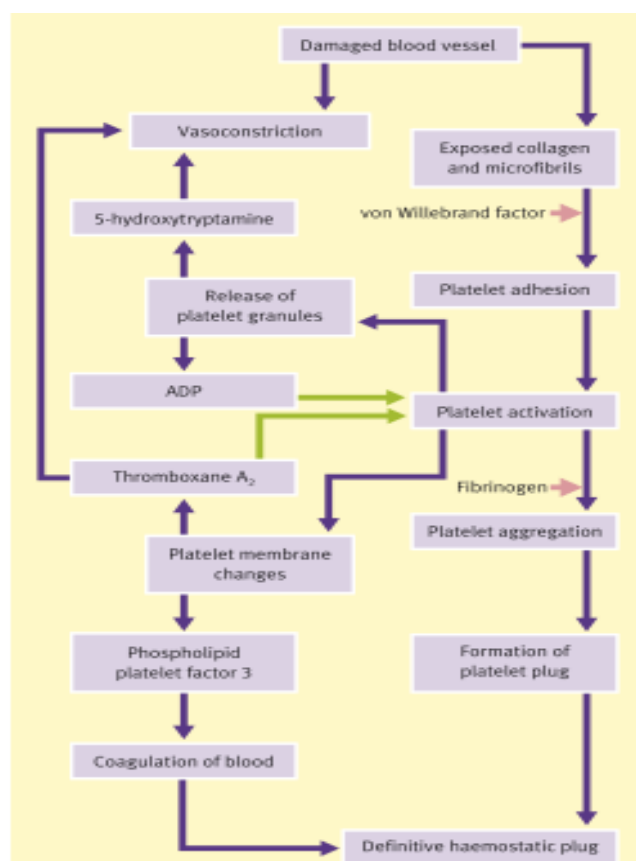 Damaged blood vessel
Vasoconstriction
Exposed collagen
and microfibrils
5-hydroxytryptamine
von Willebrand factor
Release of
platelet granules
Platelet adhesion
ADP
Platelet activation
Thromboxane A₂
Fibrinogen
Platelet membrane
changes
Platelet aggregation
Phospholipid
platelet factor 3
Formation of
platelet plug
Coagulation of blood
Definitive haemostatic plug